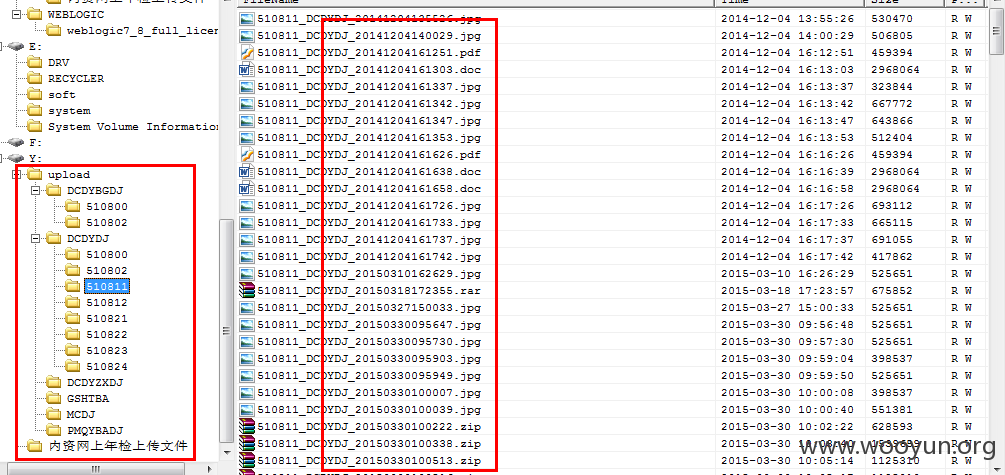 内资网上年检上传文件
WEBLOGIC
weblogic7_8_full_licen
E:
DRV
RECYCLER
soft
system
System Volume Information
F:
Y:
upload
DCDYBGDJ
510800
510802
DCDYDJ
510800
510802
510811
510812
510821
510822
510823
510824
DCDYZXDJ
GSHTBA
MCDJ
PMQYBADJ
内资网上年检上传文件
FileName Time Size
510811_DCDYDJ_20141204135526.jpg 2014-12-04 13:55:26 530470 R W
510811_DCDYDJ_20141204140029.jpg 2014-12-04 14:00:29 506805 R W
510811_DCDYDJ_20141204161251.pdf 2014-12-04 16:12:51 459394 R W
510811_DCDYDJ_20141204161303.doc 2014-12-04 16:13:03 2968064 R W
510811_DCDYDJ_20141204161337.jpg 2014-12-04 16:13:37 323844 R W
510811_DCDYDJ_20141204161342.jpg 2014-12-04 16:13:42 667772 R W
510811_DCDYDJ_20141204161347.jpg 2014-12-04 16:13:47 643866 R W
510811_DCDYDJ_20141204161353.jpg 2014-12-04 16:13:53 512404 R W
510811_DCDYDJ_20141204161626.pdf 2014-12-04 16:16:26 459394 R W
510811_DCDYDJ_20141204161638.doc 2014-12-04 16:16:39 2968064 R W
510811_DCDYDJ_20141204161658.doc 2014-12-04 16:16:58 2968064 R W
510811_DCDYDJ_20141204161726.jpg 2014-12-04 16:17:26 693112 R W
510811_DCDYDJ_20141204161733.jpg 2014-12-04 16:17:33 665115 R W
510811_DCDYDJ_20141204161737.jpg 2014-12-04 16:17:37 691055 R W
510811_DCDYDJ_20141204161742.jpg 2014-12-04 16:17:42 417862 R W
510811_DCDYDJ_20150310162629.jpg 2015-03-10 16:26:29 525651 R W
510811_DCDYDJ_20150318172355.rar 2015-03-18 17:23:57 675852 R W
510811_DCDYDJ_20150327150033.jpg 2015-03-27 15:00:33 525651 R W
510811_DCDYDJ_20150330095647.jpg 2015-03-30 09:56:48 525651 R W
510811_DCDYDJ_20150330095730.jpg 2015-03-30 09:57:30 525651 R W
510811_DCDYDJ_20150330095903.jpg 2015-03-30 09:59:04 398537 R W
510811_DCDYDJ_20150330095949.jpg 2015-03-30 09:59:50 525651 R W
510811_DCDYDJ_20150330100007.jpg 2015-03-30 10:00:08 398537 R W
510811_DCDYDJ_20150330100039.jpg 2015-03-30 10:00:40 551381 R W
510811_DCDYDJ_20150330100222.zip 2015-03-30 10:02:22 628593 R W
510811_DCDYDJ_20150330100338.zip 2015-03-30 R W
510811_DCDYDJ_20150330100513.zip 2015-03-30 10:05:14 1125310 R W
www.wooyun.org